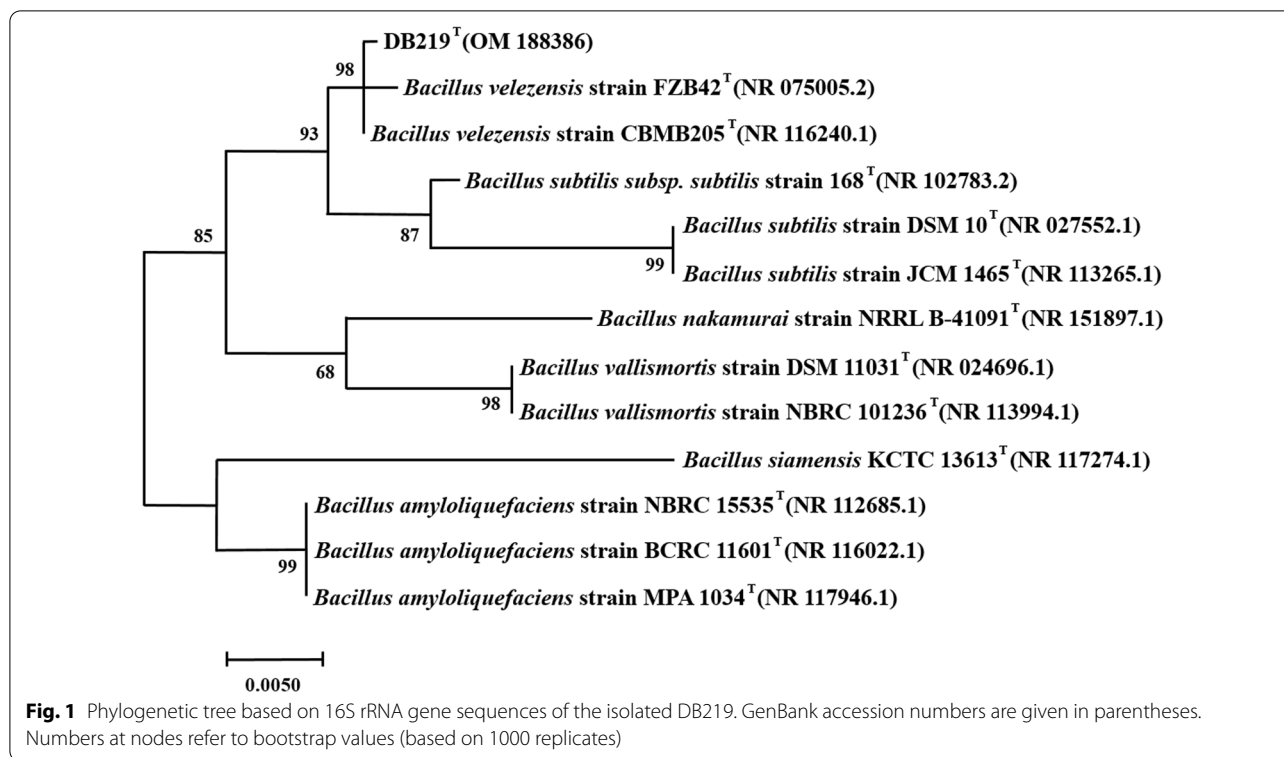 DB219ᵀ(OM 188386)
98
Bacillus velezensis strain FZB42ᵀ(NR 075005.2)
93
Bacillus velezensis strain CBMB205ᵀ(NR 116240.1)
Bacillus subtilis subsp. subtilis strain 168ᵀ(NR 102783.2)
85
87
Bacillus subtilis strain DSM 10ᵀ(NR 027552.1)
99
Bacillus subtilis strain JCM 1465ᵀ(NR 113265.1)
Bacillus nakamurai strain NRRL B-41091ᵀ(NR 151897.1)
68
Bacillus vallismortis strain DSM 11031ᵀ(NR 024696.1)
98
Bacillus vallismortis strain NBRC 101236ᵀ(NR 113994.1)
Bacillus siamensis KCTC 13613ᵀ(NR 117274.1)
Bacillus amyloliquefaciens strain NBRC 15535ᵀ(NR 112685.1)
Bacillus amyloliquefaciens strain BCRC 11601ᵀ(NR 116022.1)
99
Bacillus amyloliquefaciens strain MPA 1034ᵀ(NR 117946.1)
0.0050
Fig. 1 Phylogenetic tree based on 16S rRNA gene sequences of the isolated DB219. GenBank accession numbers are given in parentheses.
Numbers at nodes refer to bootstrap values (based on 1000 replicates)